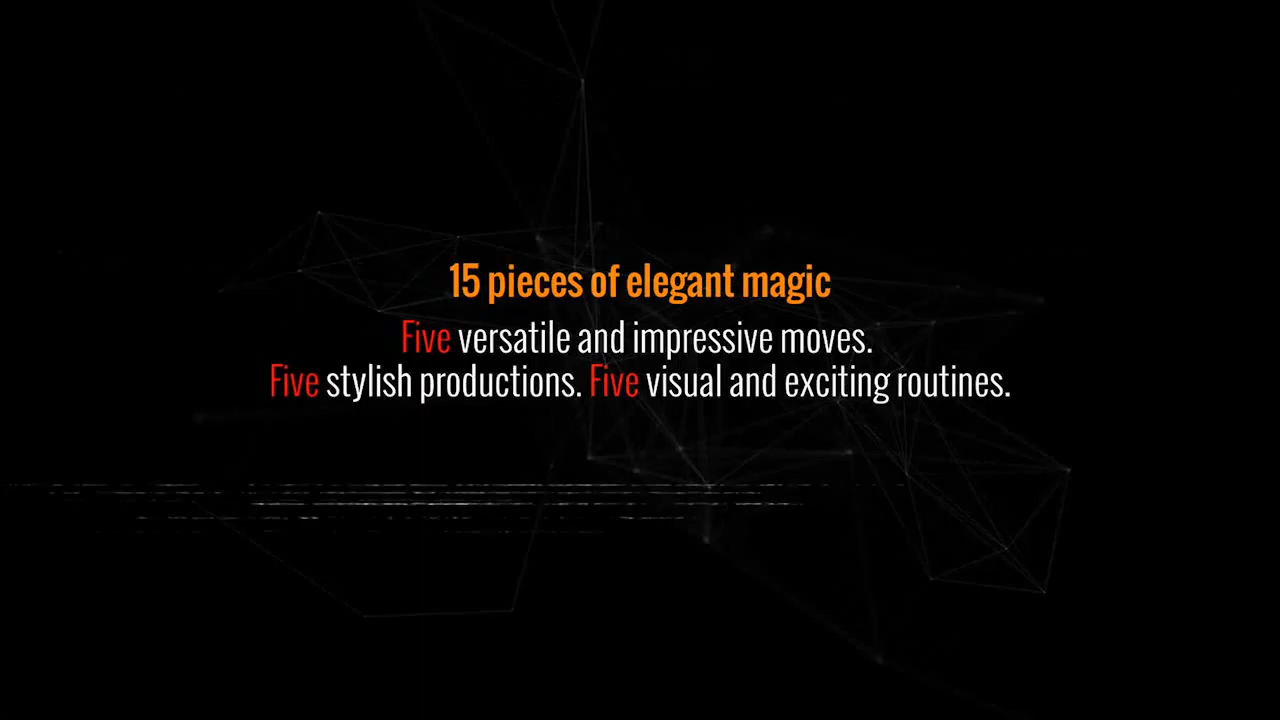 15 pieces of elegant magic
Five versatile and impressive moves.
Five stylish productions. Five visual and exciting routines.